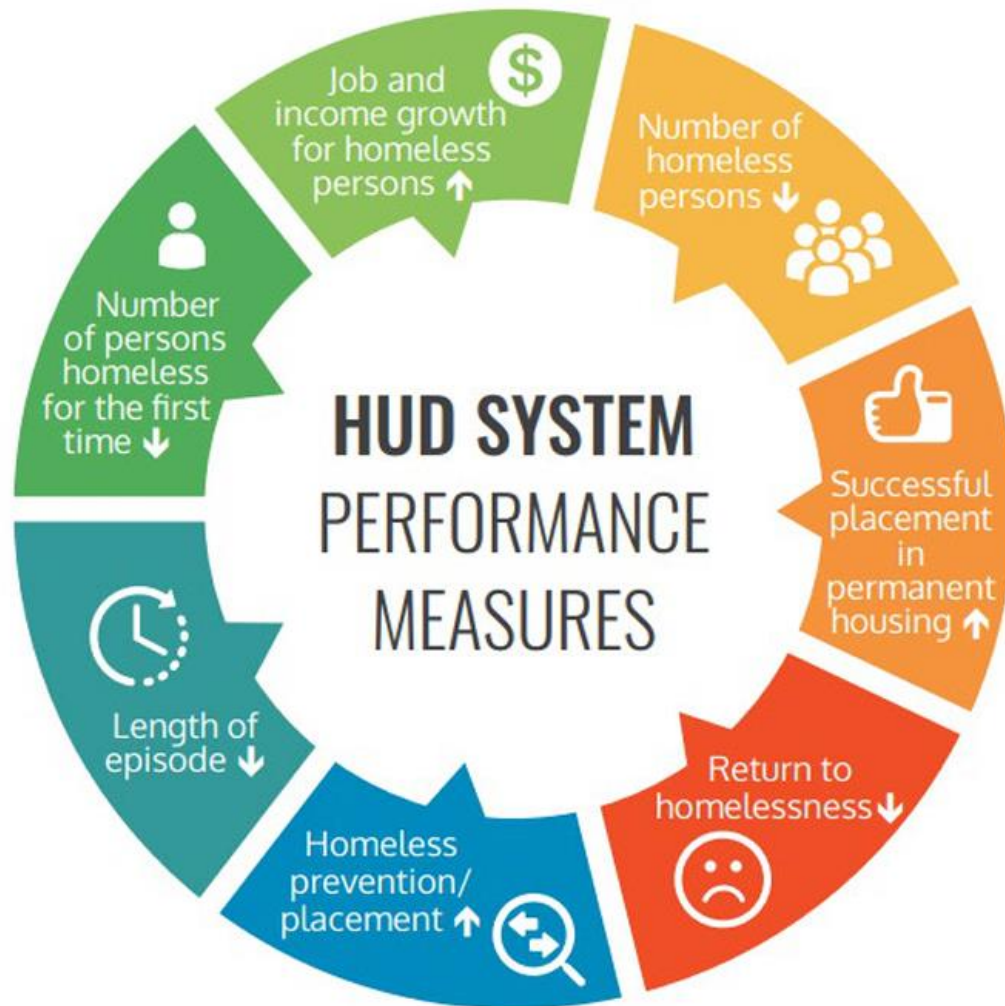 HUD SYSTEM
PERFORMANCE
MEASURES
Job and
income growth
for homeless
persons ↑
$
Number of
homeless
persons ↓
Successful
placement
in
permanent
housing ↑
Return to
homelessness ↓
Homeless
prevention/
placement ↑
Length of
episode ↓
Number
of persons
homeless
for the first
time ↓